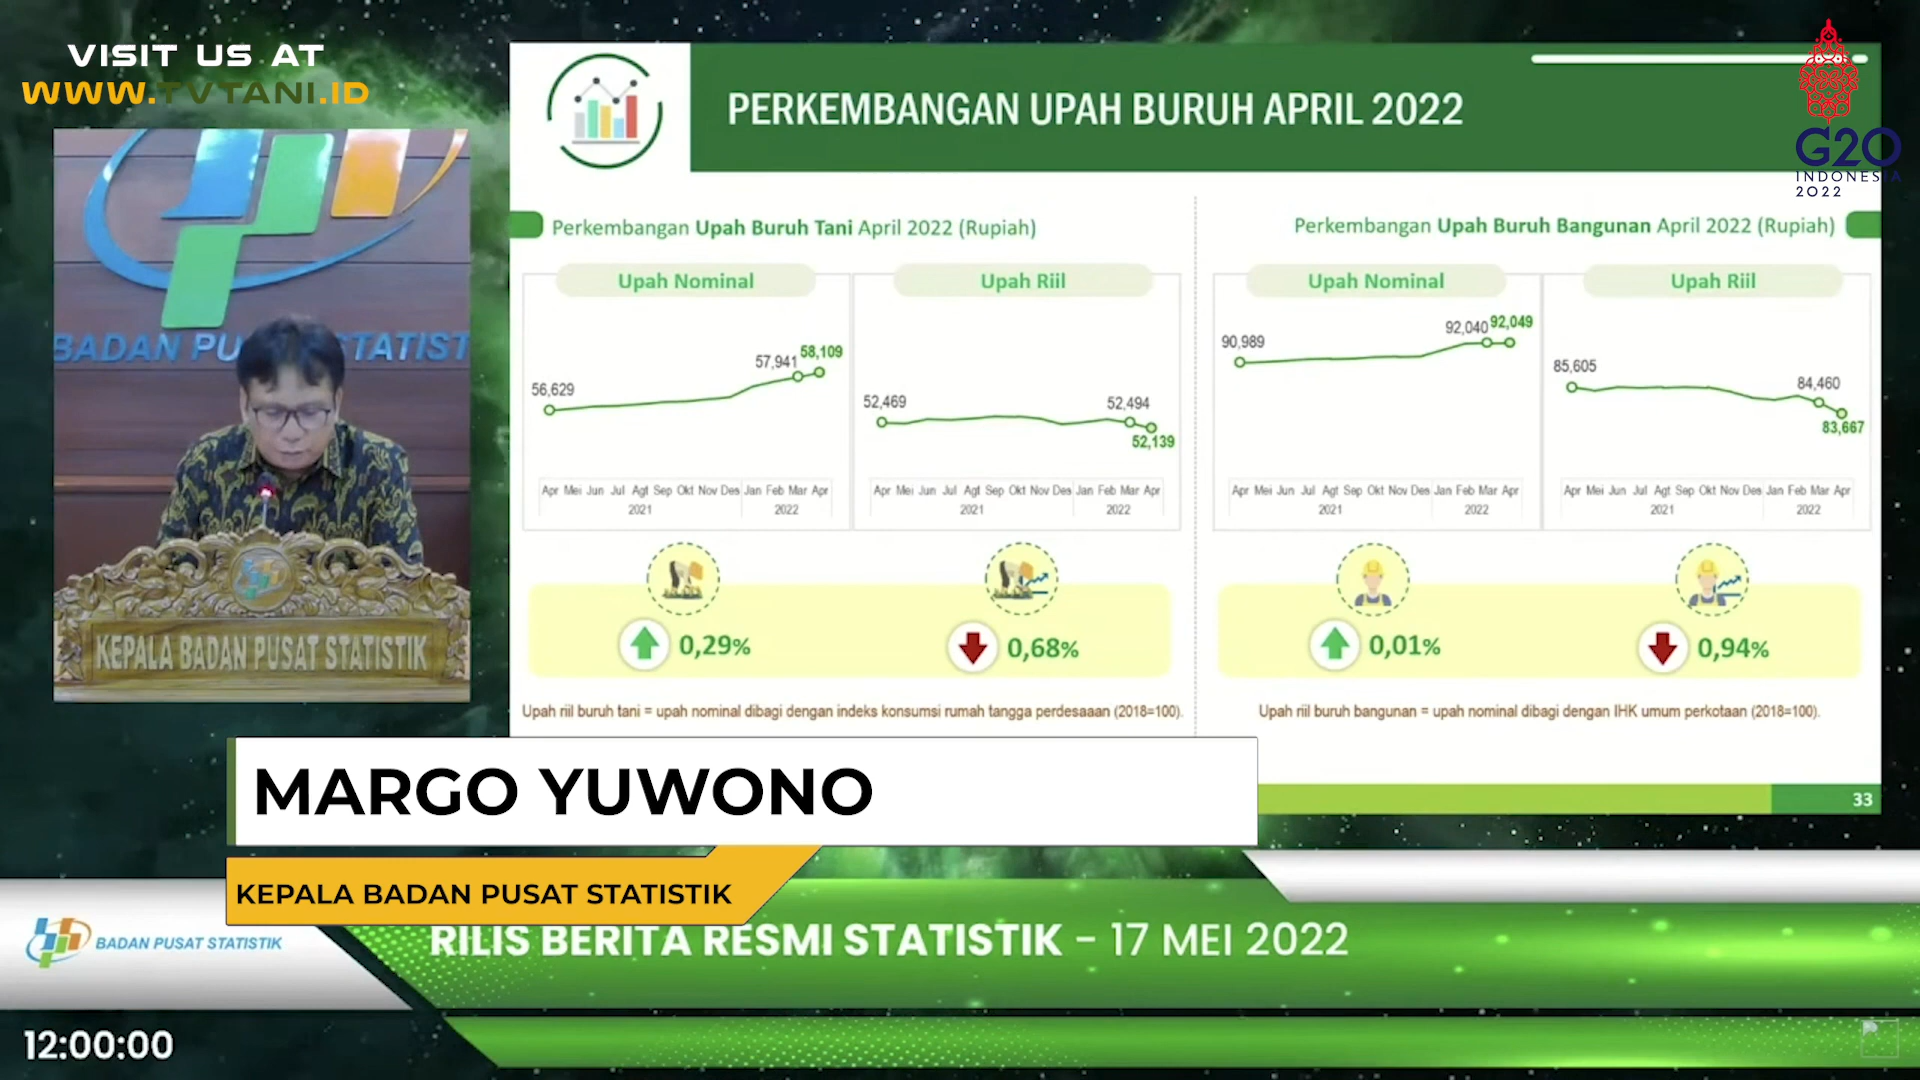 VISIT US AT
WWW.TVTANI.ID
BADAN PU TATIST
KEPALA BADAN PUSAT STATISTIK
PERKEMBANGAN UPAH BURUH APRIL 2022
G20
INDONESIA
2022
Perkembangan Upah Buruh Tani April 2022 (Rupiah)
Upah Nominal
56,629
57,941
58,109
Apr Mei Jun Jul Agt Sep Okt Nov Des Jan Feb Mar Apr
2021 2022
Upah Riil
52,469
52,494
52,139
Apr Mei Jun Jul Agt Sep Okt Nov Des Jan Feb Mar Apr
2021 2022
0,29%
0,68%
Upah riil buruh tani = upah nominal dibagi dengan indeks konsumsi rumah tangga perdesaaan (2018=100).
Perkembangan Upah Buruh Bangunan April 2022 (Rupiah)
Upah Nominal
90,989
92,040
92,049
Apr Mei Jun Jul Agt Sep Okt Nov Des Jan Feb Mar Apr
2021 2022
Upah Riil
85,605
84,460
83,667
Apr Mei Jun Jul Agt Sep Okt Nov Des Jan Feb Mar Apr
2021 2022
0,01%
0,94%
Upah riil buruh bangunan = upah nominal dibagi dengan IHK umum perkotaan (2018=100).
33
MARGO YUWONO
KEPALA BADAN PUSAT STATISTIK
BADAN PUSAT STATISTIK
RILIS BERITA RESMI STATISTIK – 17 MEI 2022
12:00:00